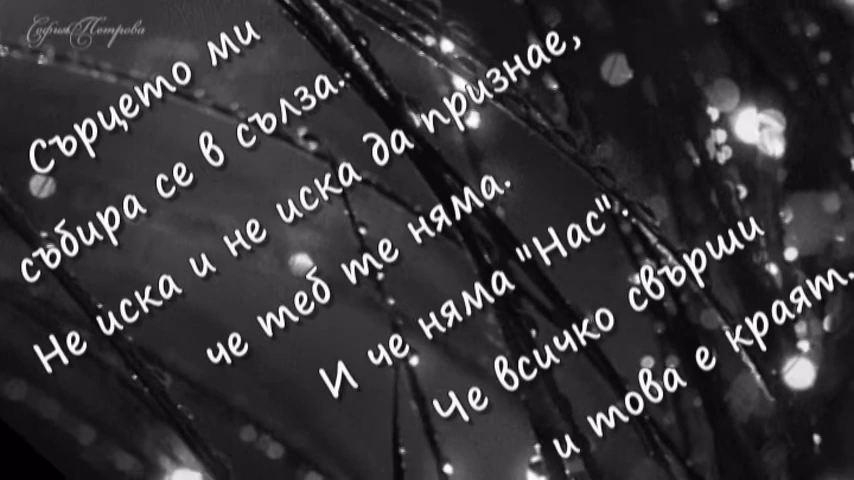 София Петрова
Сърцето ми
събира се в сълза..
Не иска и не иска да признае,
че теб те няма.
И че няма "Нас".
Че всичко свърши
и това е краят.